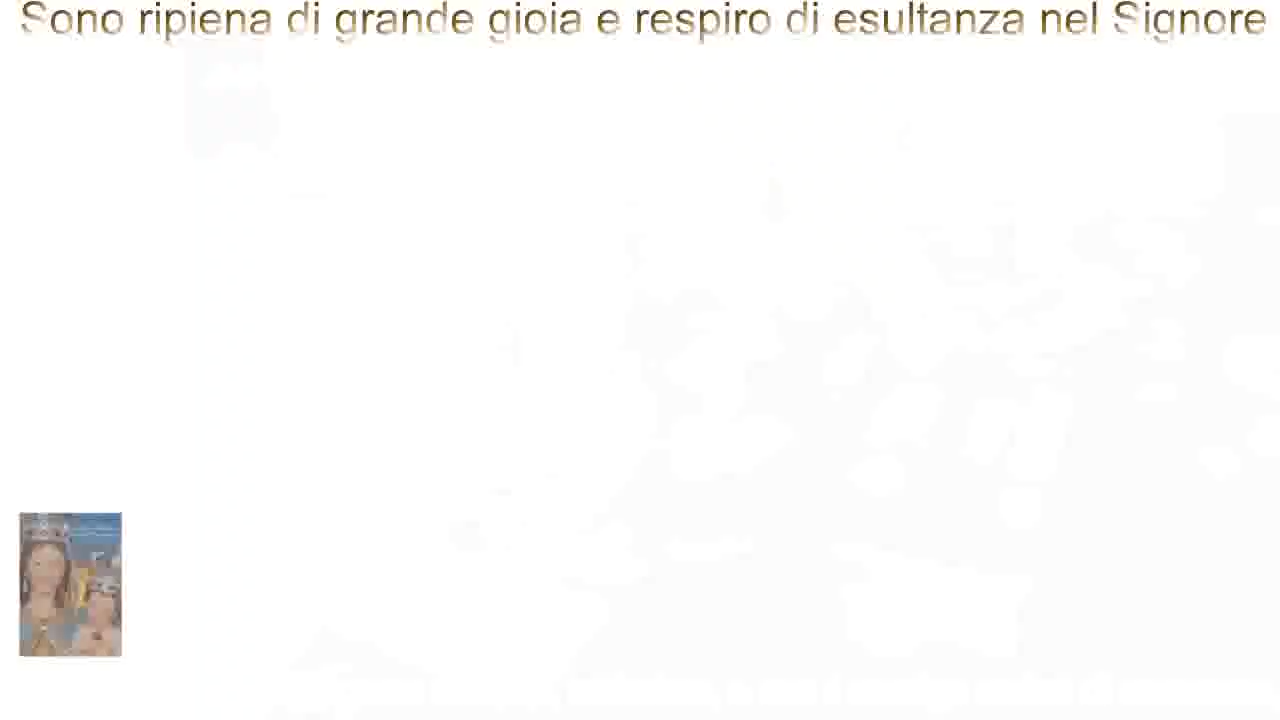 Sono ripiena di grande gioia e respiro di esultanza nel Signore